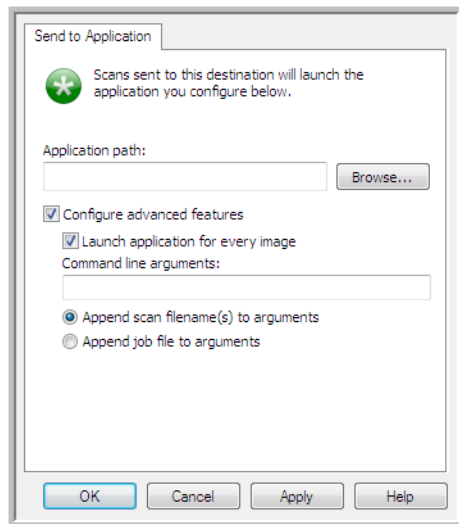 Send to Application
Scans sent to this destination will launch the
application you configure below.
Application path:
Browse...
Configure advanced features
Launch application for every image
Command line arguments:
Append scan filename(s) to arguments
Append job file to arguments
OK Cancel Apply Help